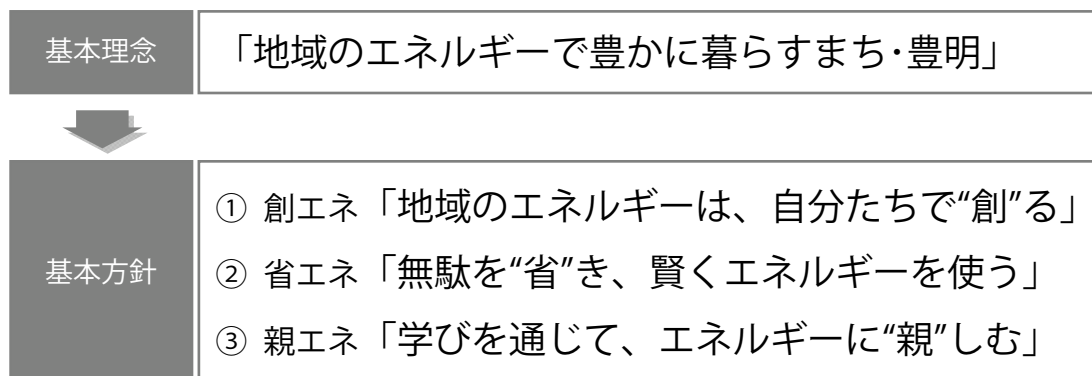 基本理念
「地域のエネルギーで豊かに暮らすまち・豊明」
基本方針
① 創エネ「地域のエネルギーは、自分たちで“創”る」
② 省エネ「無駄を“省”き、賢くエネルギーを使う」
③ 親エネ「学びを通じて、エネルギーに“親”しむ」